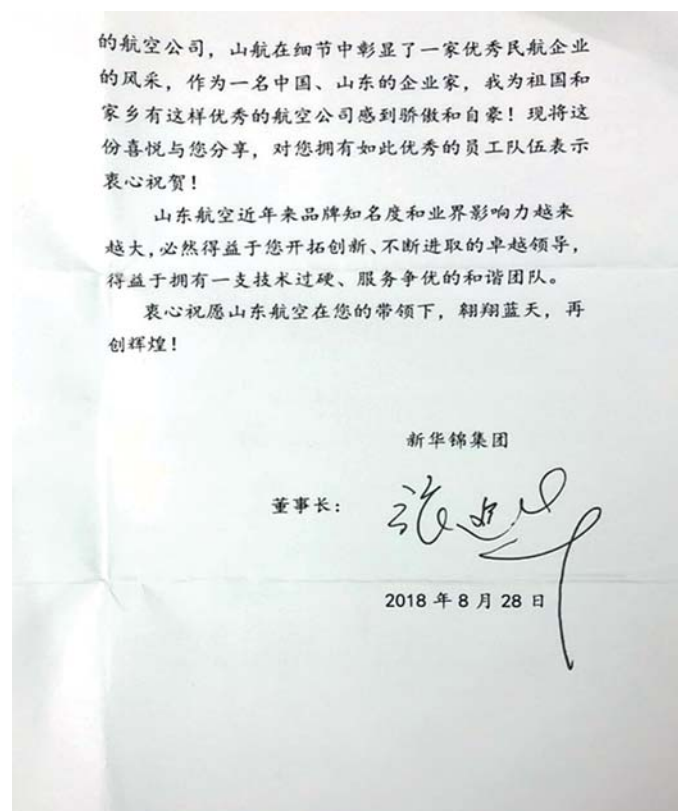 的航空公司，山航在细节中彰显了一家优秀民航企业
的风采，作为一名中国、山东的企业家，我为祖国和
家乡有这样优秀的航空公司感到骄傲和自豪！现将这
份喜悦与您分享，对您拥有如此优秀的员工队伍表示
衷心祝贺！
山东航空近年来品牌知名度和业界影响力越来
越大，必然得益于您开拓创新、不断进取的卓越领导，
得益于拥有一支技术过硬、服务争优的和谐团队。
衷心祝愿山东航空在您的带领下，翱翔蓝天，再
创辉煌！
新华锦集团
董事长：
2018 年 8 月 28 日